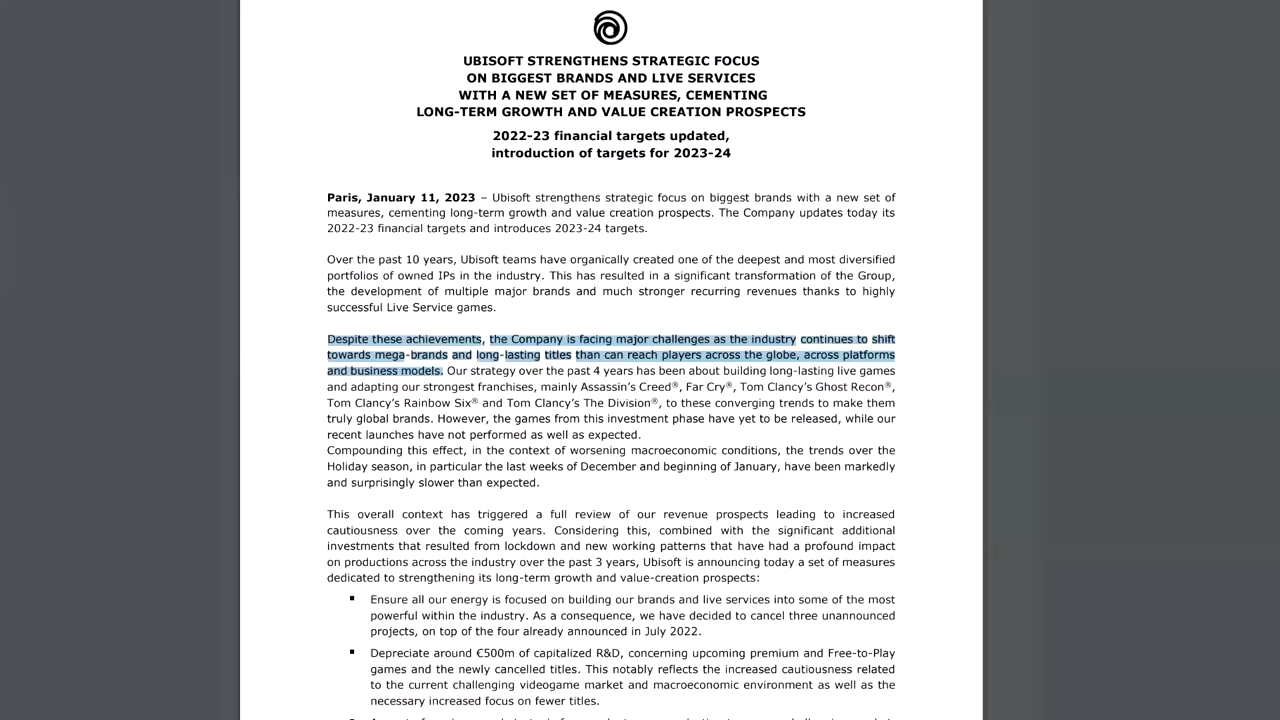 UBISOFT STRENGTHENS STRATEGIC FOCUS
ON BIGGEST BRANDS AND LIVE SERVICES
WITH A NEW SET OF MEASURES, CEMENTING
LONG-TERM GROWTH AND VALUE CREATION PROSPECTS
2022-23 financial targets updated,
introduction of targets for 2023-24
Paris, January 11, 2023 – Ubisoft strengthens strategic focus on biggest brands with a new set of
measures, cementing long-term growth and value creation prospects. The Company updates today its
2022-23 financial targets and introduces 2023-24 targets.
Over the past 10 years, Ubisoft teams have organically created one of the deepest and most diversified
portfolios of owned IPs in the industry. This has resulted in a significant transformation of the Group,
the development of multiple major brands and much stronger recurring revenues thanks to highly
successful Live Service games.
Despite these achievements, the Company is facing major challenges as the industry continues to shift
towards mega-brands and long-lasting titles than can reach players across the globe, across platforms
and business models. Our strategy over the past 4 years has been about building long-lasting live games
and adapting our strongest franchises, mainly Assassin's Creed®, Far Cry®, Tom Clancy's Ghost Recon®,
Tom Clancy's Rainbow Six® and Tom Clancy's The Division®, to these converging trends to make them
truly global brands. However, the games from this investment phase have yet to be released, while our
recent launches have not performed as well as expected.
Compounding this effect, in the context of worsening macroeconomic conditions, the trends over the
Holiday season, in particular the last weeks of December and beginning of January, have been markedly
and surprisingly slower than expected.
This overall context has triggered a full review of our revenue prospects leading to increased
cautiousness over the coming years. Considering this, combined with the significant additional
investments that resulted from lockdown and new working patterns that have had a profound impact
on productions across the industry over the past 3 years, Ubisoft is announcing today a set of measures
dedicated to strengthening its long-term growth and value-creation prospects:
▪ Ensure all our energy is focused on building our brands and live services into some of the most
powerful within the industry. As a consequence, we have decided to cancel three unannounced
projects, on top of the four already announced in July 2022.
▪ Depreciate around €500m of capitalized R&D, concerning upcoming premium and Free-to-Play
games and the newly cancelled titles. This notably reflects the increased cautiousness related
to the current challenging videogame market and macroeconomic environment as well as the
necessary increased focus on fewer titles.